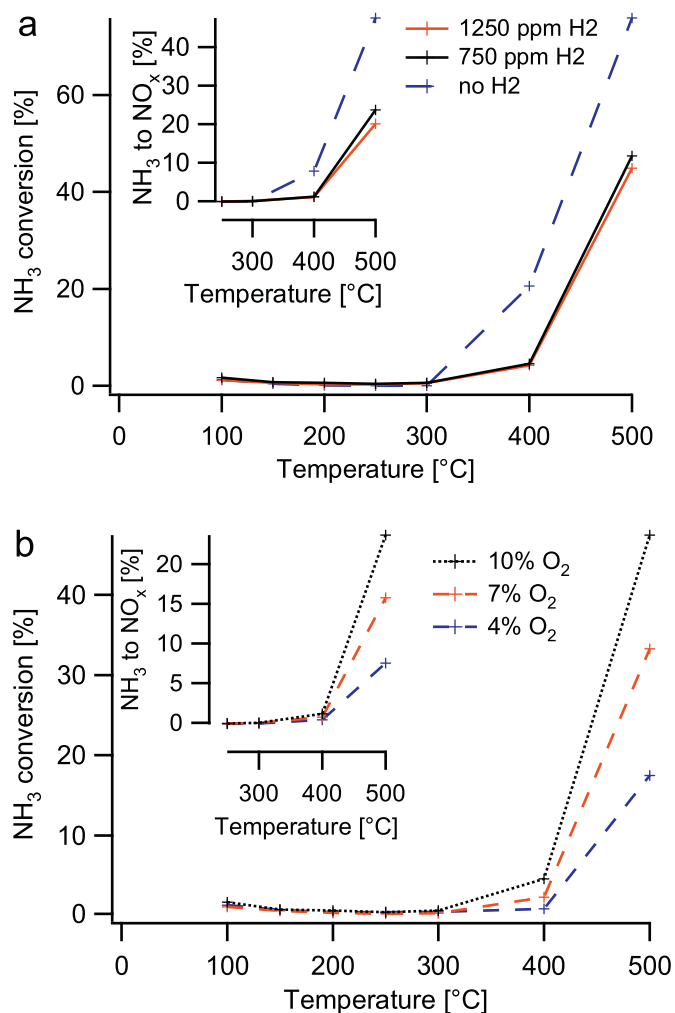 a
NH₃ conversion [%]
60
40
20
0
0
100
200
300
400
500
Temperature [°C]
NH₃ to NOₓ [%]
40
30
20
10
0
300
400
500
Temperature [°C]
1250 ppm H2
750 ppm H2
no H2
b
NH₃ conversion [%]
40
30
20
10
0
0
100
200
300
400
500
Temperature [°C]
NH₃ to NOₓ [%]
20
15
10
5
0
300
400
500
Temperature [°C]
10% O₂
7% O₂
4% O₂